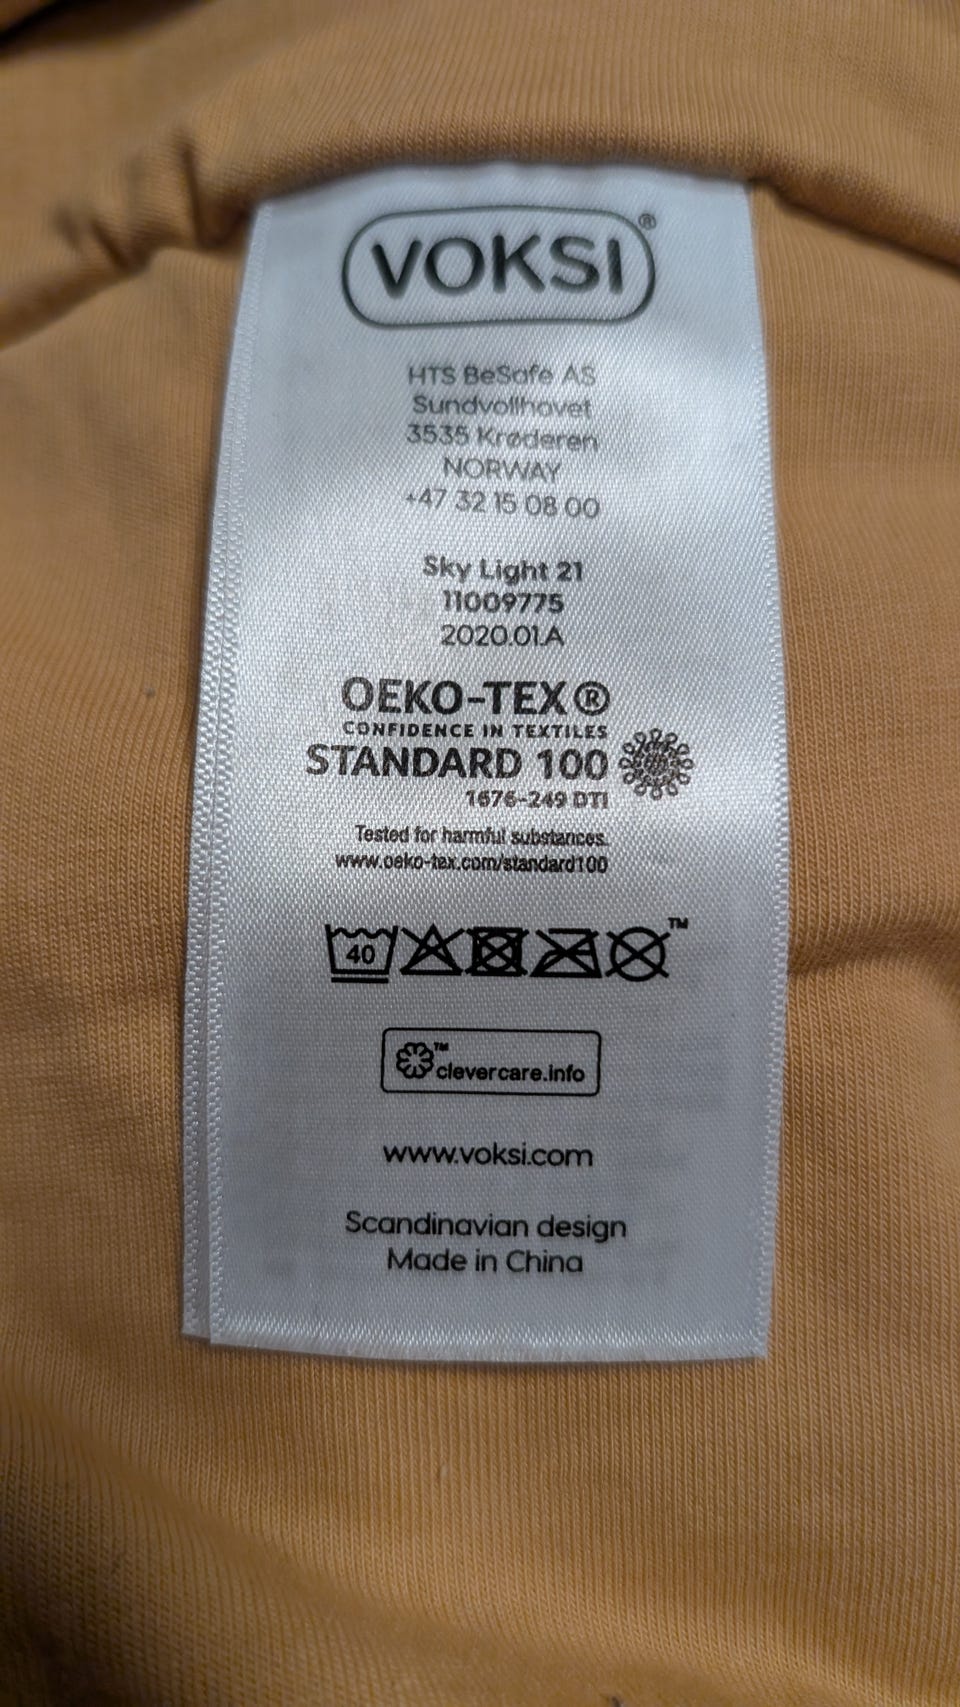 VOKSI®
HTS BeSafe AS
Sundvollhovet
3535 Krøderen
NORWAY
+47 32 15 08 00
Sky Light 21
11009775
2020.01.A
OEKO-TEX®
CONFIDENCE IN TEXTILES
STANDARD 100
1676-249 DTI
Tested for harmful substances.
www.oeko-tex.com/standard100
40 ™
™ clevercare.info
www.voksi.com
Scandinavian design
Made in China